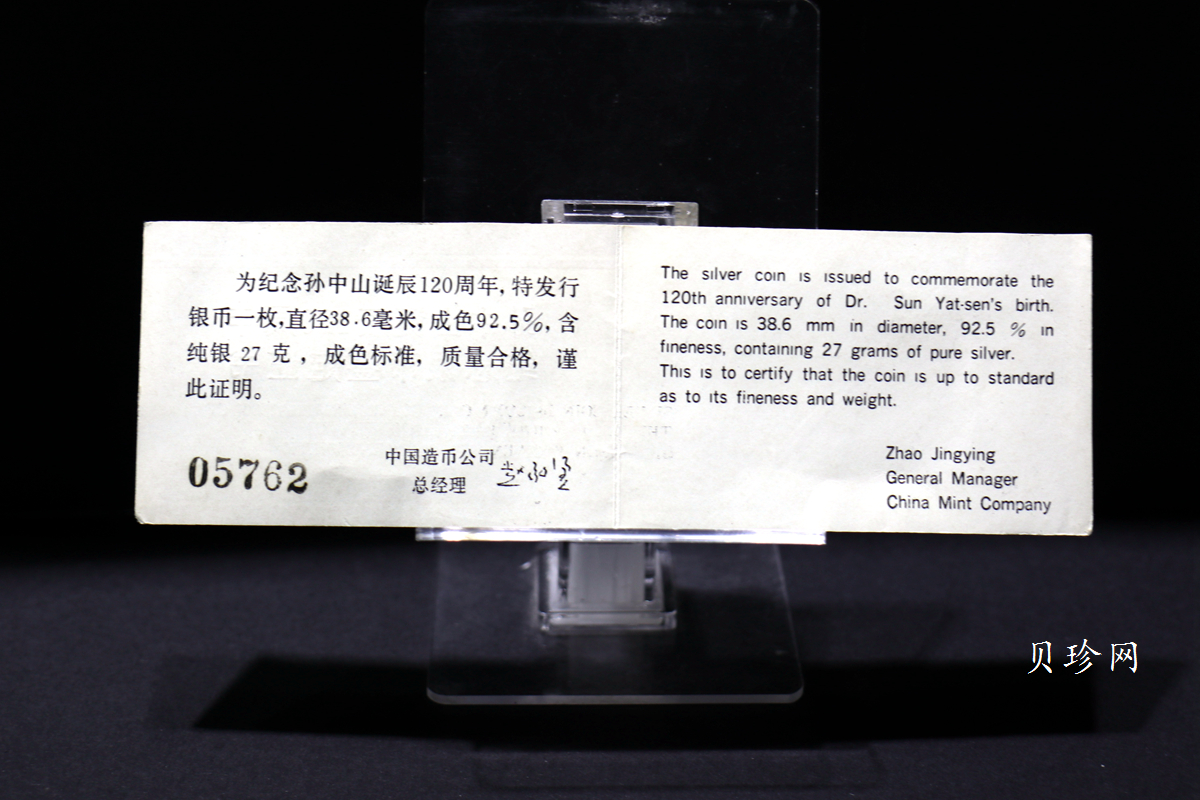 为纪念孙中山诞辰120周年，特发行
银币一枚，直径38.6毫米，成色92.5%，含
纯银 27 克 ，成色标准，质量合格，谨
此证明。
05762
中国造币公司
总经理
The silver coin is issued to commemorate the
120th anniversary of Dr. Sun Yat-sen's birth.
The coin is 38.6 mm in diameter, 92.5 % in
fineness, containing 27 grams of pure silver.
This is to certify that the coin is up to standard
as to its fineness and weight.
Zhao Jingying
General Manager
China Mint Company
贝珍网